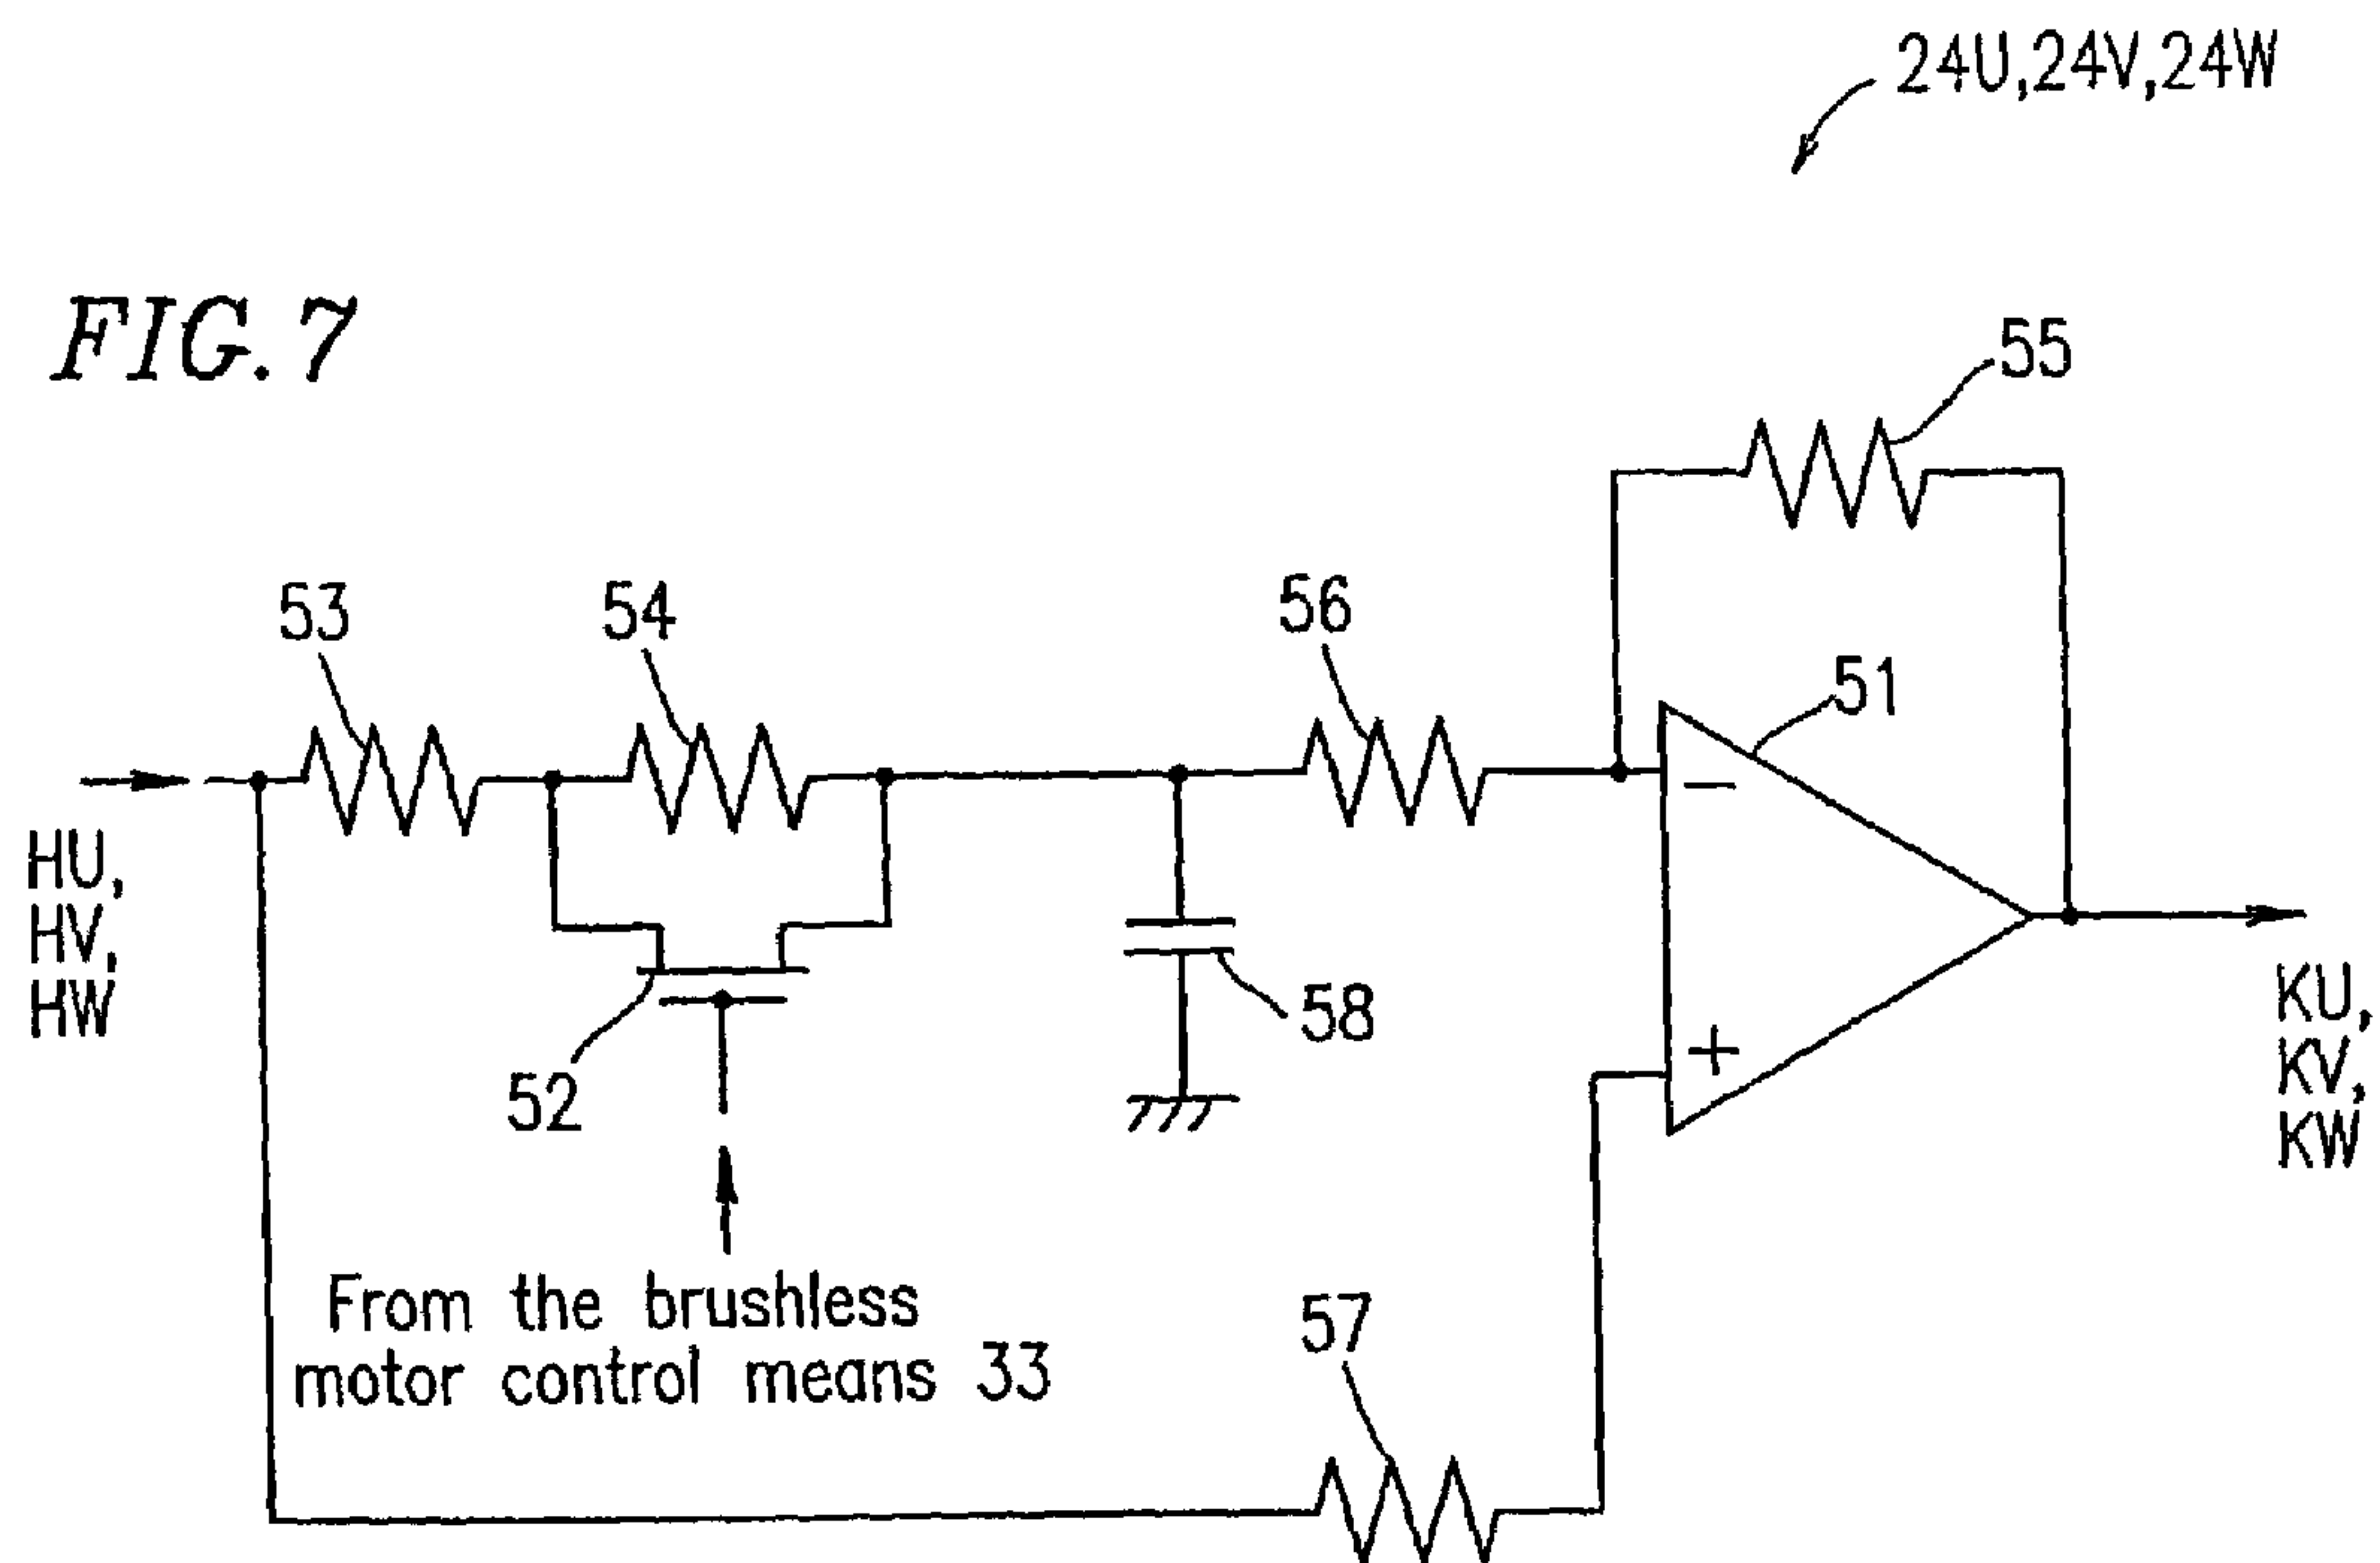 24U,24V,24W
FIG. 7
55
53
54
56
51
HU,
HV,
HW
58
KU,
KV,
KW
52
From the brushless
motor control means 33
57